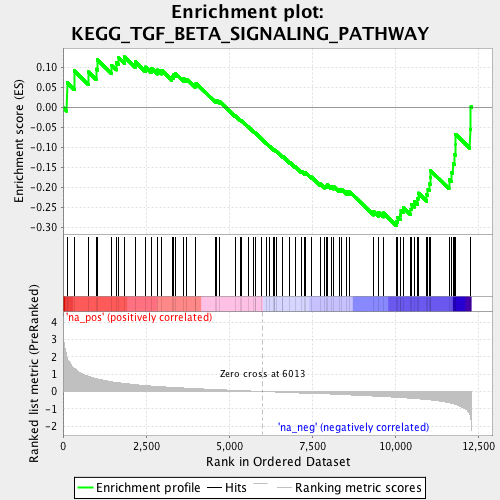 Enrichment plot:
KEGG_TGF_BETA_SIGNALING_PATHWAY
Enrichment score (ES)
0.10
0.05
0.00
-0.05
-0.10
-0.15
-0.20
-0.25
-0.30
'na_pos' (positively correlated)
Ranked list metric (PreRanked)
4
3
2
1
0
-1
-2
Zero cross at 6013
'na_neg' (negatively correlated)
0
2,500
5,000
7,500
10,000
12,500
Rank in Ordered Dataset
Enrichment profile
Hits
Ranking metric scores